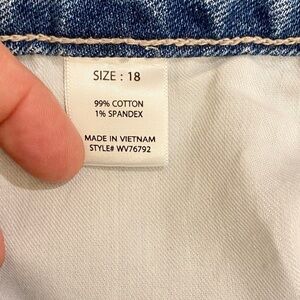 SIZE : 18
99% COTTON
1% SPANDEX
MADE IN VIETNAM
STYLE# WV76792